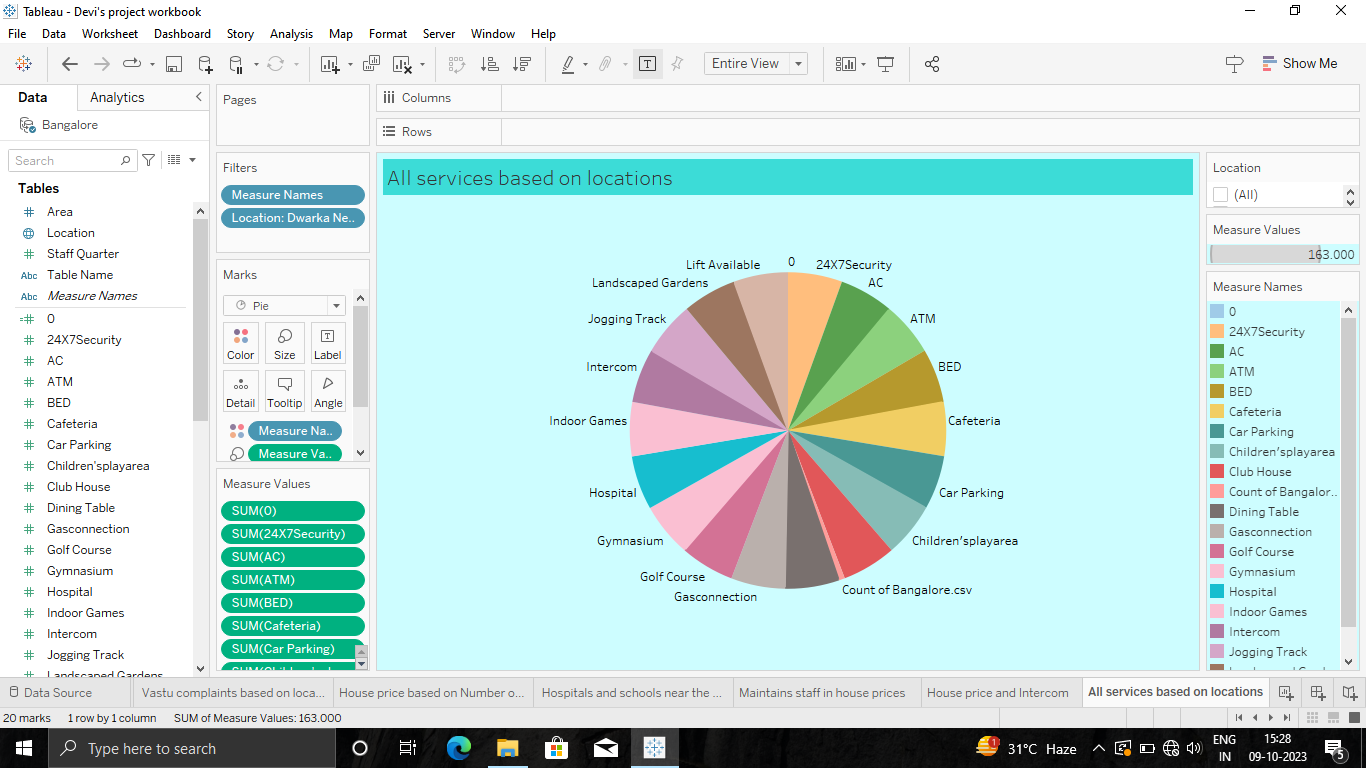 Tableau - Devi's project workbook
File Data Worksheet Dashboard Story Analysis Map Format Server Window Help
Entire View
Show Me
Data Analytics
Bangalore
Search
Tables
Area
Location
Staff Quarter
Abc Table Name
Abc Measure Names
0
24X7Security
AC
ATM
BED
Cafeteria
Car Parking
Children'splayarea
Club House
Dining Table
Gasconnection
Golf Course
Gymnasium
Hospital
Indoor Games
Intercom
Jogging Track
Landscaped Gardens
Pages
Filters
Measure Names
Location: Dwarka Ne..
Marks
Pie
Color Size Label
Detail Tooltip Angle
Measure Na..
Measure Va..
Measure Values
SUM(0)
SUM(24X7Security)
SUM(AC)
SUM(ATM)
SUM(BED)
SUM(Cafeteria)
SUM(Car Parking)
Columns
Rows
All services based on locations
0
24X7Security
AC
ATM
BED
Cafeteria
Car Parking
Children'splayarea
Count of Bangalore.csv
Gasconnection
Golf Course
Gymnasium
Hospital
Indoor Games
Intercom
Jogging Track
Landscaped Gardens
Lift Available
Location
(All)
Measure Values
163.000
Measure Names
0
24X7Security
AC
ATM
BED
Cafeteria
Car Parking
Children'splayarea
Club House
Count of Bangalor..
Dining Table
Gasconnection
Golf Course
Gymnasium
Hospital
Indoor Games
Intercom
Jogging Track
Data Source Vastu complaints based on loca... House price based on Number o... Hospitals and schools near the ... Maintains staff in house prices House price and Intercom All services based on locations
20 marks 1 row by 1 column SUM of Measure Values: 163.000
Type here to search
1
31°C Haze
ENG
IN
15:28
09-10-2023
5